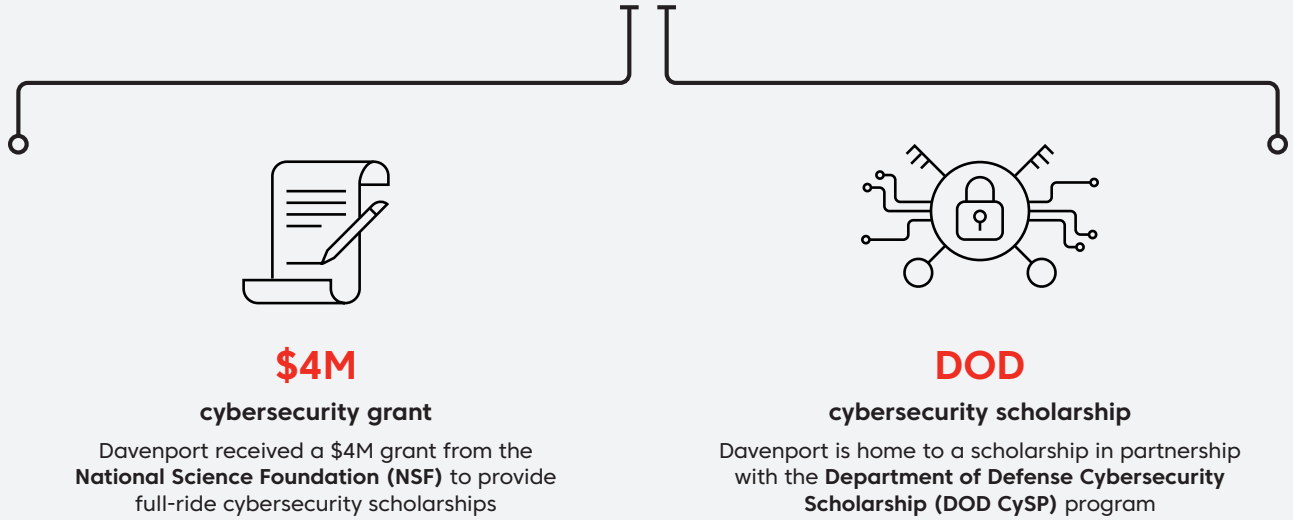 $4M
cybersecurity grant
Davenport received a $4M grant from the
National Science Foundation (NSF) to provide
full-ride cybersecurity scholarships
DOD
cybersecurity scholarship
Davenport is home to a scholarship in partnership
with the Department of Defense Cybersecurity
Scholarship (DOD CySP) program